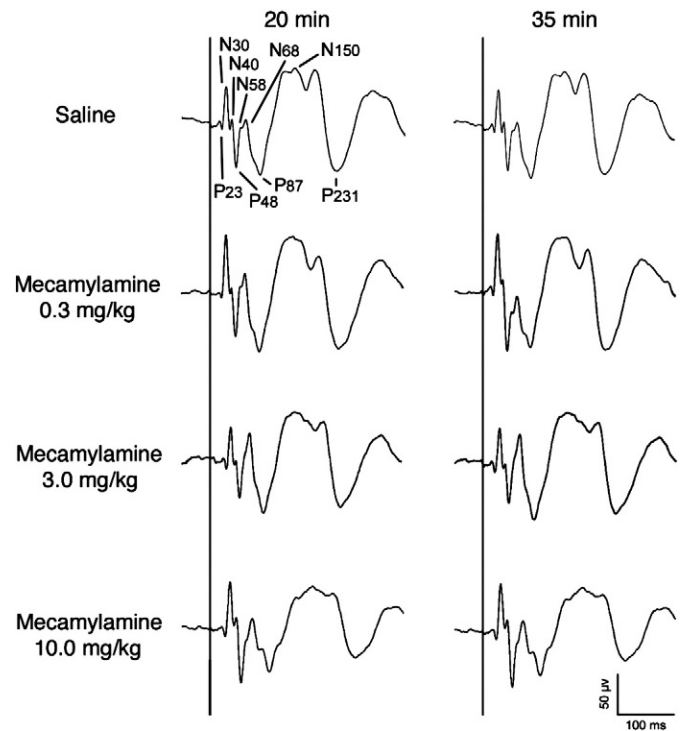 20 min
35 min
N30
N68
N150
N40
N58
Saline
P23
P48
P87
P231
Mecamylamine
0.3 mg/kg
Mecamylamine
3.0 mg/kg
Mecamylamine
10.0 mg/kg
50 µv
100 ms